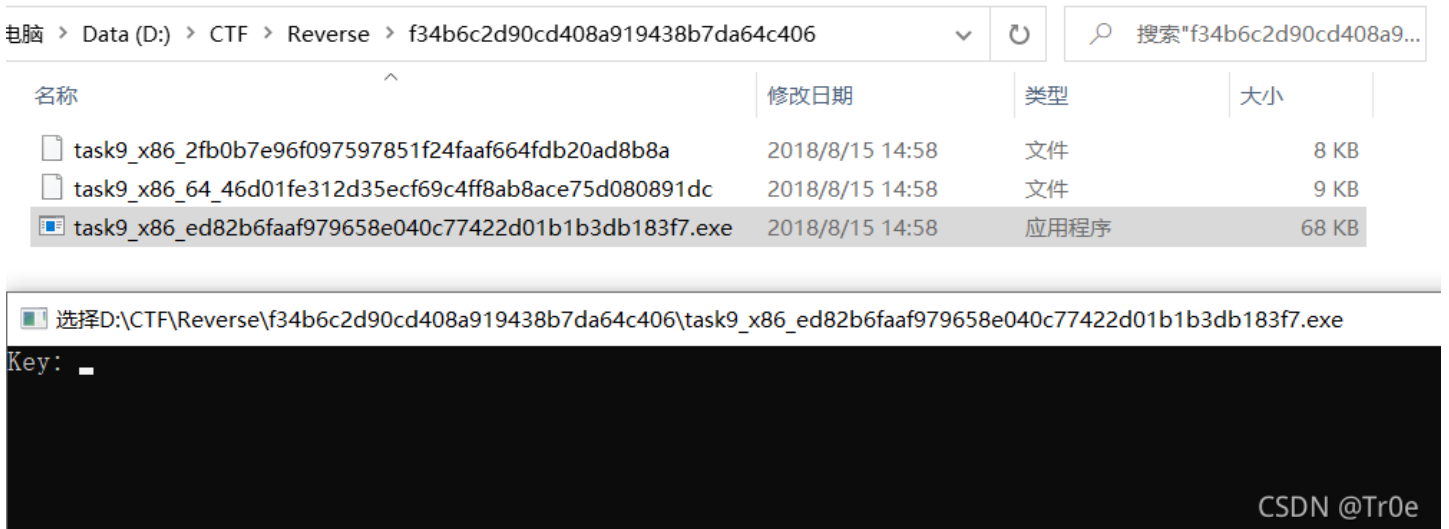 电脑 > Data (D:) > CTF > Reverse > f34b6c2d90cd408a919438b7da64c406 搜索"f34b6c2d90cd408a9...
名称 修改日期 类型 大小
task9_x86_2fb0b7e96f097597851f24faaf664fdb20ad8b8a 2018/8/15 14:58 文件 8 KB
task9_x86_64_46d01fe312d35ecf69c4ff8ab8ace75d080891dc 2018/8/15 14:58 文件 9 KB
task9_x86_ed82b6faaf979658e040c77422d01b1b3db183f7.exe 2018/8/15 14:58 应用程序 68 KB
选择D:\CTF\Reverse\f34b6c2d90cd408a919438b7da64c406\task9_x86_ed82b6faaf979658e040c77422d01b1b3db183f7.exe
Key:
CSDN @Tr0e